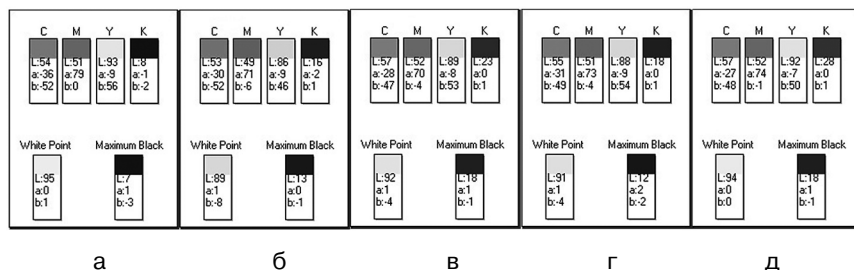 C M Y K
L:54 L:51 L:93 L:8
a:-36 a:79 a:-9 a:-1
b:-52 b:0 b:56 b:-2
White Point Maximum Black
L:95 L:7
a:0 a:1
b:1 b:-3
а
C M Y K
L:53 L:49 L:86 L:16
a:-30 a:71 a:-9 a:-2
b:-52 b:-6 b:46 b:1
White Point Maximum Black
L:89 L:13
a:1 a:0
b:-8 b:-1
б
C M Y K
L:57 L:52 L:89 L:23
a:-28 a:70 a:-8 a:0
b:-47 b:-4 b:53 b:1
White Point Maximum Black
L:92 L:18
a:1 a:1
b:-4 b:-1
в
C M Y K
L:55 L:51 L:88 L:18
a:-31 a:73 a:-9 a:0
b:-49 b:-4 b:54 b:1
White Point Maximum Black
L:91 L:12
a:1 a:2
b:-4 b:-2
г
C M Y K
L:57 L:52 L:92 L:28
a:-27 a:74 a:-7 a:0
b:-48 b:-1 b:50 b:1
White Point Maximum Black
L:94 L:18
a:0 a:1
b:0 b:-1
д